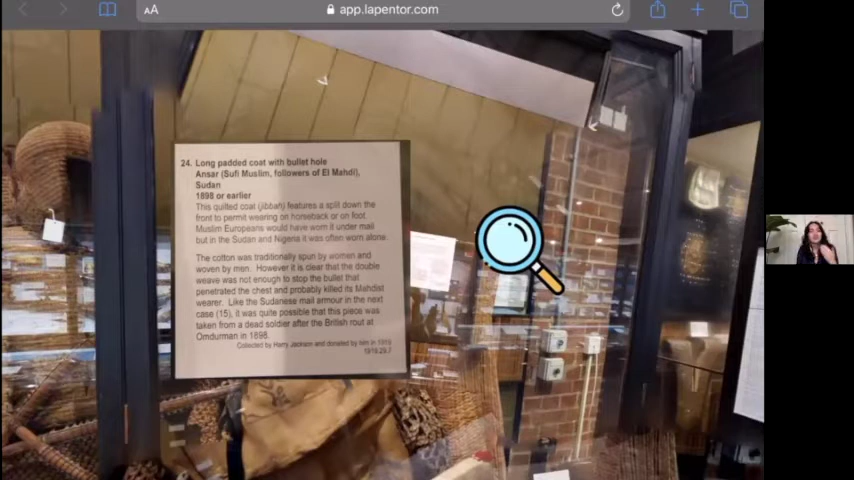 AA
app.lapentor.com
24. Long padded coat with bullet hole
Ansar (Sufi Muslim, followers of El Mahdi),
Sudan
1898 or earlier
This quilted coat (jibbah) features a split down the
front to permit wearing on horseback or on foot.
Muslim Europeans would have worn it under mail
but in the Sudan and Nigeria it was often worn alone.
The cotton was traditionally spun by women and
woven by men. However it is clear that the double
weave was not enough to stop the bullet that
penetrated the chest and probably killed its Mahdist
wearer. Like the Sudanese mail armour in the next
case (15), it was quite possible that this piece was
taken from a dead soldier after the British rout at
Omdurman in 1898.
Collected by Harry Jackson and donated by him in 1919
1919.29.7